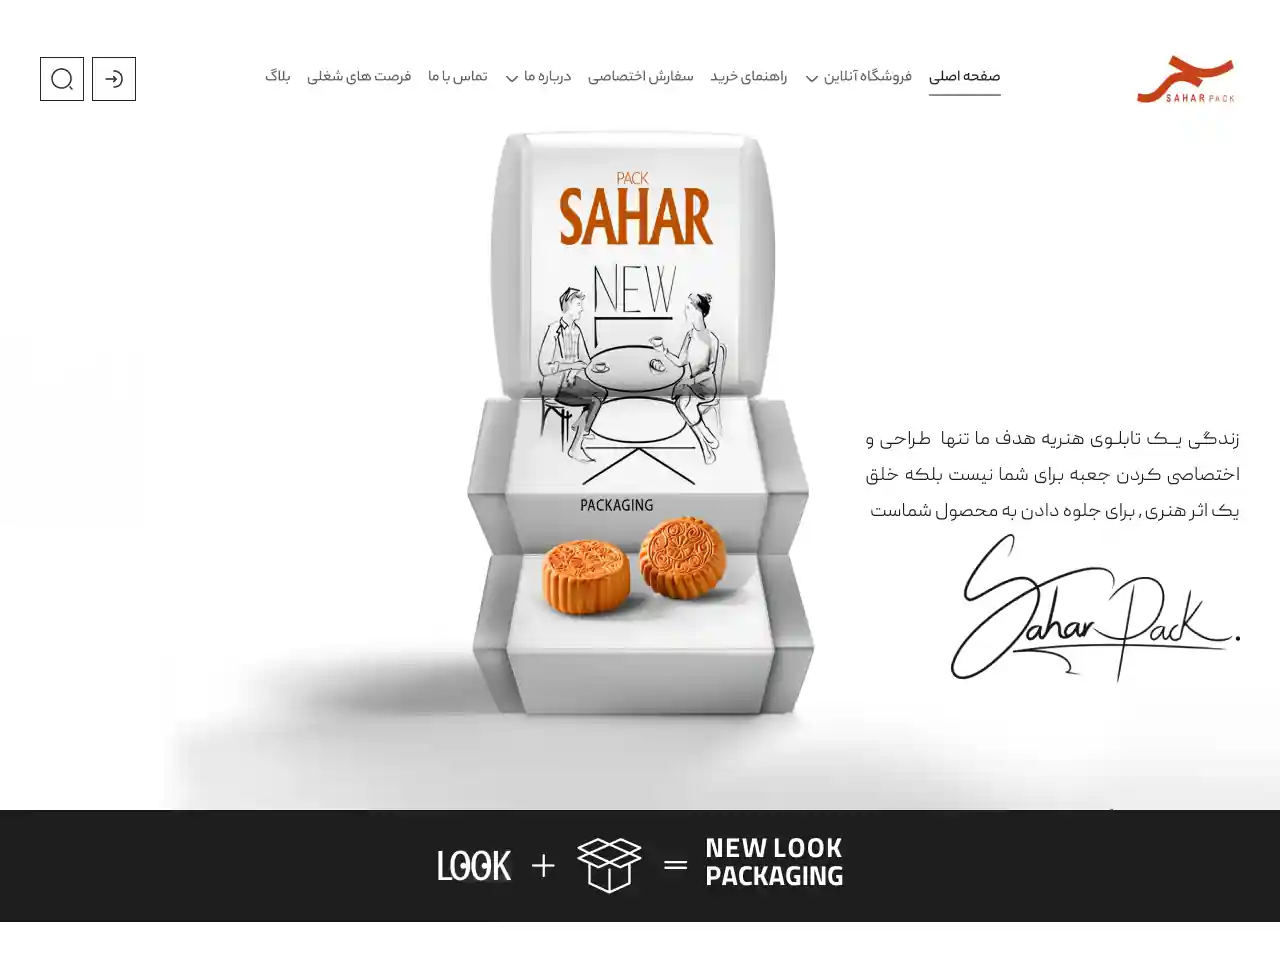 SAHAR PACK
صفحه اصلی
فروشگاه آنلاین
راهنمای خرید
سفارش اختصاصی
درباره ما
تماس با ما
فرصت های شغلی
بلاگ
PACK
SAHAR
NEW
PACKAGING
زندگی یک تابلوی هنریه هدف ما تنها طراحی و
اختصاصی کردن جعبه برای شما نیست بلکه خلق
یک اثر هنری , برای جلوه دادن به محصول شماست
Sahar Pack.
LOOK + = NEW LOOK
PACKAGING